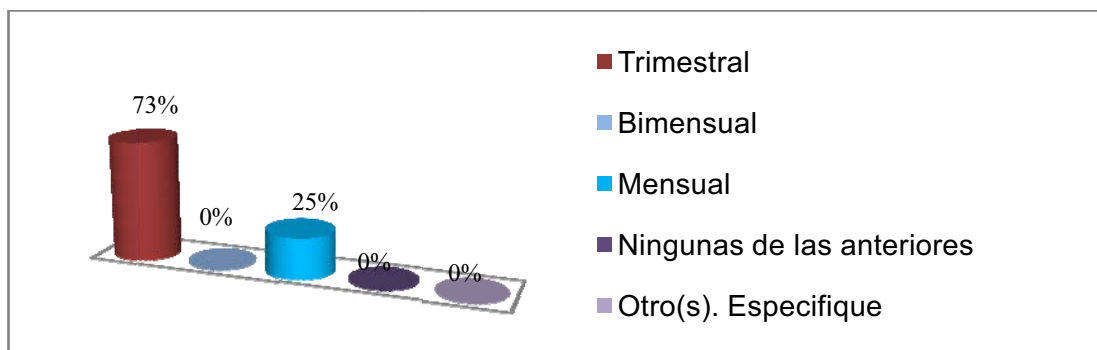 73%
0%
25%
0%
0%
Trimestral
Bimensual
Mensual
Ningunas de las anteriores
Otro(s). Especifique